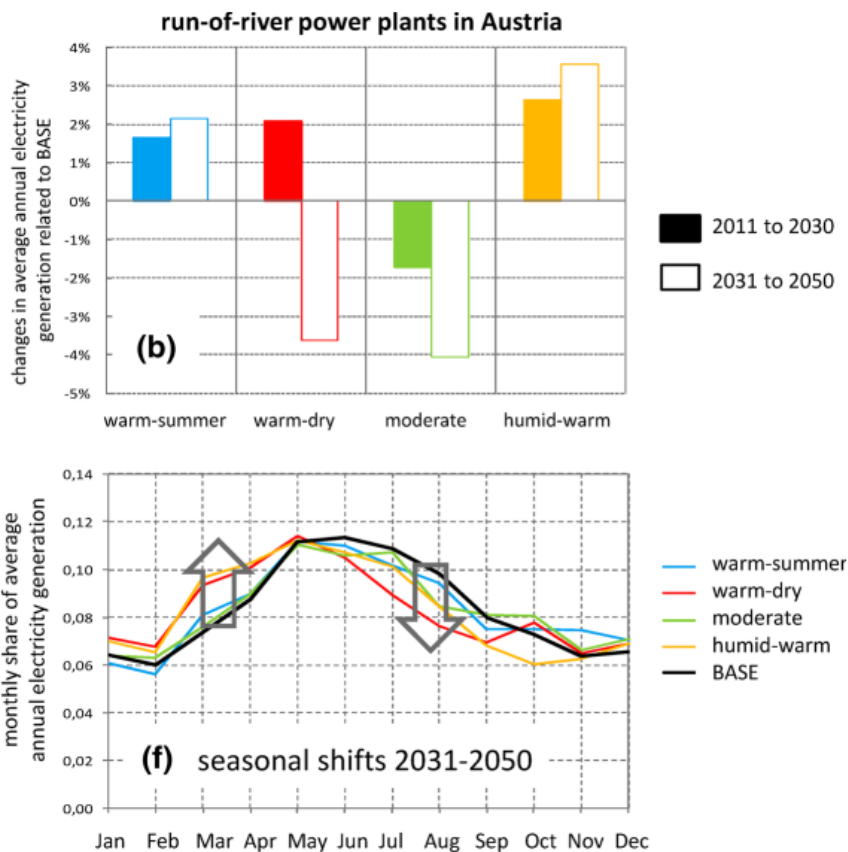 run-of-river power plants in Austria
changes in average annual electricity
generation related to BASE
4%
3%
2%
1%
0%
-1%
-2%
-3%
-4%
-5%
(b)
warm-summer warm-dry moderate humid-warm
2011 to 2030
2031 to 2050
monthly share of average
annual electricity generation
0,14
0,12
0,10
0,08
0,06
0,04
0,02
0,00
(f) seasonal shifts 2031-2050
Jan Feb Mar Apr May Jun Jul Aug Sep Oct Nov Dec
warm-summer
warm-dry
moderate
humid-warm
BASE